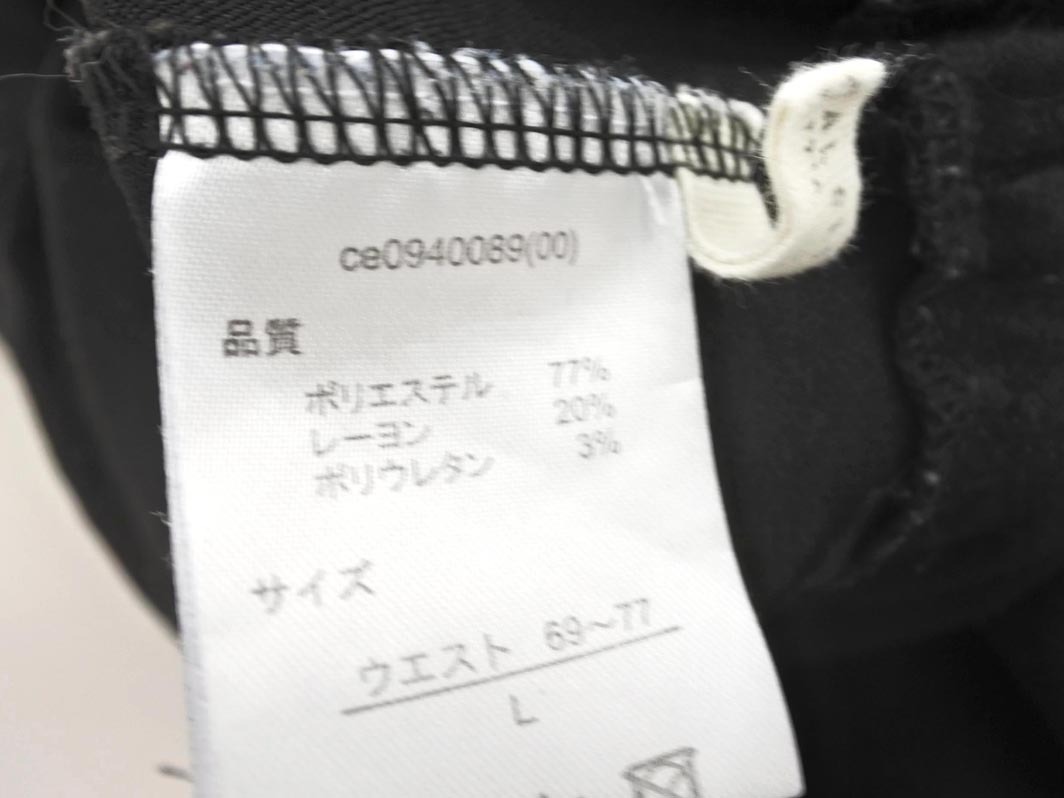 ce0940089(00)
品質
ポリエステル 77%
レーヨン 20%
ポリウレタン 3%
サイズ
ウエスト 69〜77
L